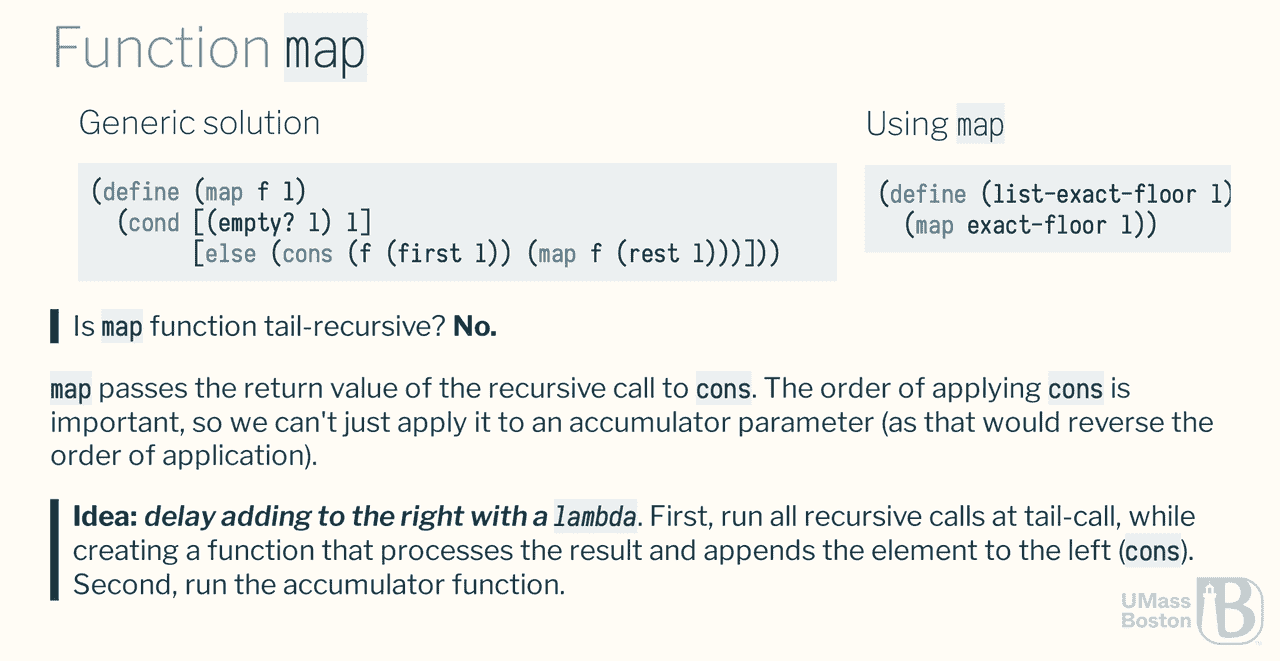 Function map
Generic solution
(define (map f l)
  (cond [(empty? l) l]
        [else (cons (f (first l)) (map f (rest l)))]))
Using map
(define (list-exact-floor l)
  (map exact-floor l))
Is map function tail-recursive? No.
map passes the return value of the recursive call to cons. The order of applying cons is
important, so we can't just apply it to an accumulator parameter (as that would reverse the
order of application).
Idea: delay adding to the right with a lambda. First, run all recursive calls at tail-call, while
creating a function that processes the result and appends the element to the left (cons).
Second, run the accumulator function.
UMass
Boston
B